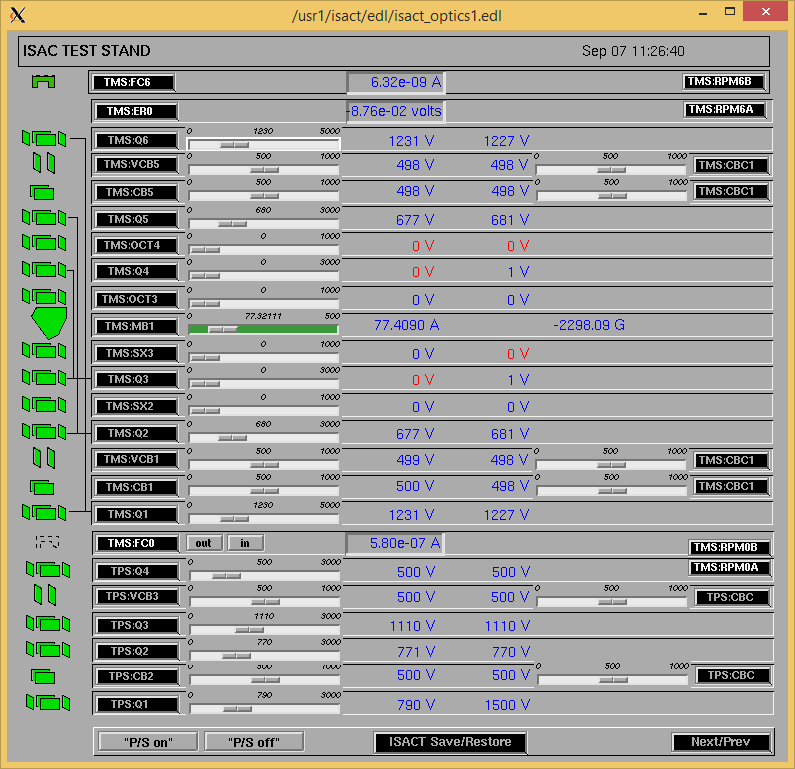 /usr1/isact/edl/isact_optics1.edl
ISAC TEST STAND Sep 07 11:26:40
TMS:FC6 6.32e-09 A TMS:RPM6B
TMS:ER0 -8.76e-02 volts TMS:RPM6A
TMS:Q6 0 1230 5000 1231 V 1227 V
TMS:VCB5 0 500 1000 498 V 498 V 0 500 1000 TMS:CBC1
TMS:CB5 0 500 1000 498 V 498 V 0 500 1000 TMS:CBC1
TMS:Q5 0 680 3000 677 V 681 V
TMS:OCT4 0 0 1000 0 V 0 V
TMS:Q4 0 0 3000 0 V 1 V
TMS:OCT3 0 0 1000 0 V 0 V
TMS:MB1 0 77.32111 500 77.4090 A -2298.09 G
TMS:SX3 0 0 1000 0 V 0 V
TMS:Q3 0 0 3000 0 V 1 V
TMS:SX2 0 0 1000 0 V 0 V
TMS:Q2 0 680 3000 677 V 681 V
TMS:VCB1 0 500 1000 499 V 498 V 0 500 1000 TMS:CBC1
TMS:CB1 0 500 1000 500 V 498 V 0 500 1000 TMS:CBC1
TMS:Q1 0 1230 5000 1231 V 1227 V
TMS:FC0 out in 5.80e-07 A TMS:RPM0B
TPS:Q4 0 500 3000 500 V 500 V TMS:RPM0A
TPS:VCB3 0 500 1000 500 V 500 V 0 500 1000 TPS:CBC
TPS:Q3 0 1110 3000 1110 V 1110 V
TPS:Q2 0 770 3000 771 V 770 V
TPS:CB2 0 500 1000 500 V 500 V 0 500 1000 TPS:CBC
TPS:Q1 0 790 3000 790 V 1500 V
"P/S on" "P/S off" ISACT Save/Restore Next/Prev